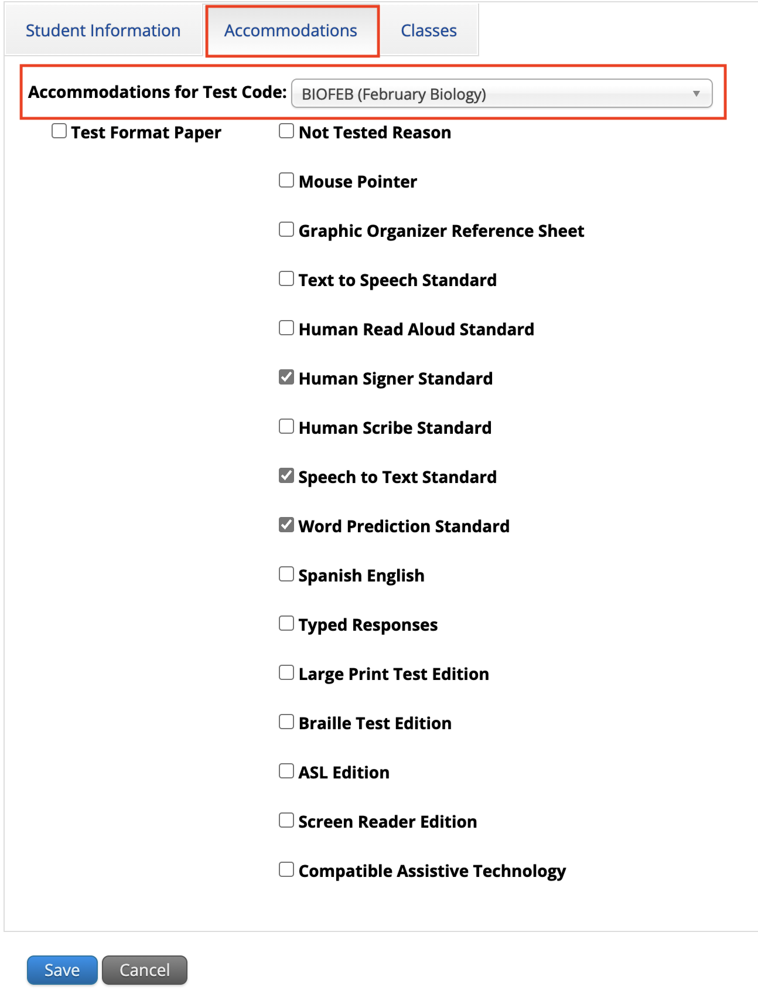 Student Information Accommodations Classes
Accommodations for Test Code: BIOFEB (February Biology)
Test Format Paper Not Tested Reason
Mouse Pointer
Graphic Organizer Reference Sheet
Text to Speech Standard
Human Read Aloud Standard
Human Signer Standard
Human Scribe Standard
Speech to Text Standard
Word Prediction Standard
Spanish English
Typed Responses
Large Print Test Edition
Braille Test Edition
ASL Edition
Screen Reader Edition
Compatible Assistive Technology
Save Cancel